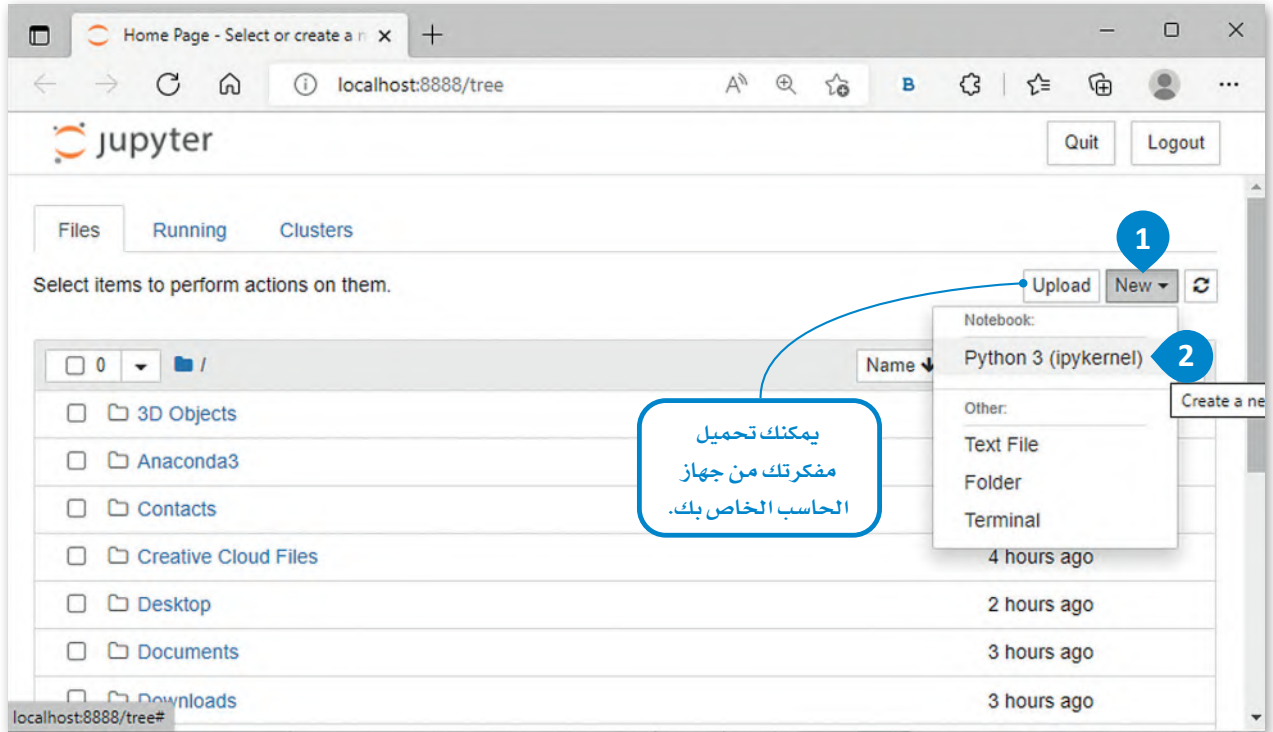 Home Page - Select or create a n
localhost:8888/tree
B
jupyter
Quit
Logout
Files
Running
Clusters
1
Select items to perform actions on them.
Upload
New
Notebook:
0
/
Name
Python 3 (ipykernel)
2
Create a ne
3D Objects
يمكنك تحميل
مفكرتك من جهاز
الحاسب الخاص بك.
Other:
Text File
Folder
Terminal
Anaconda3
Contacts
Creative Cloud Files
4 hours ago
Desktop
2 hours ago
Documents
3 hours ago
Downloads
3 hours ago
localhost:8888/tree#